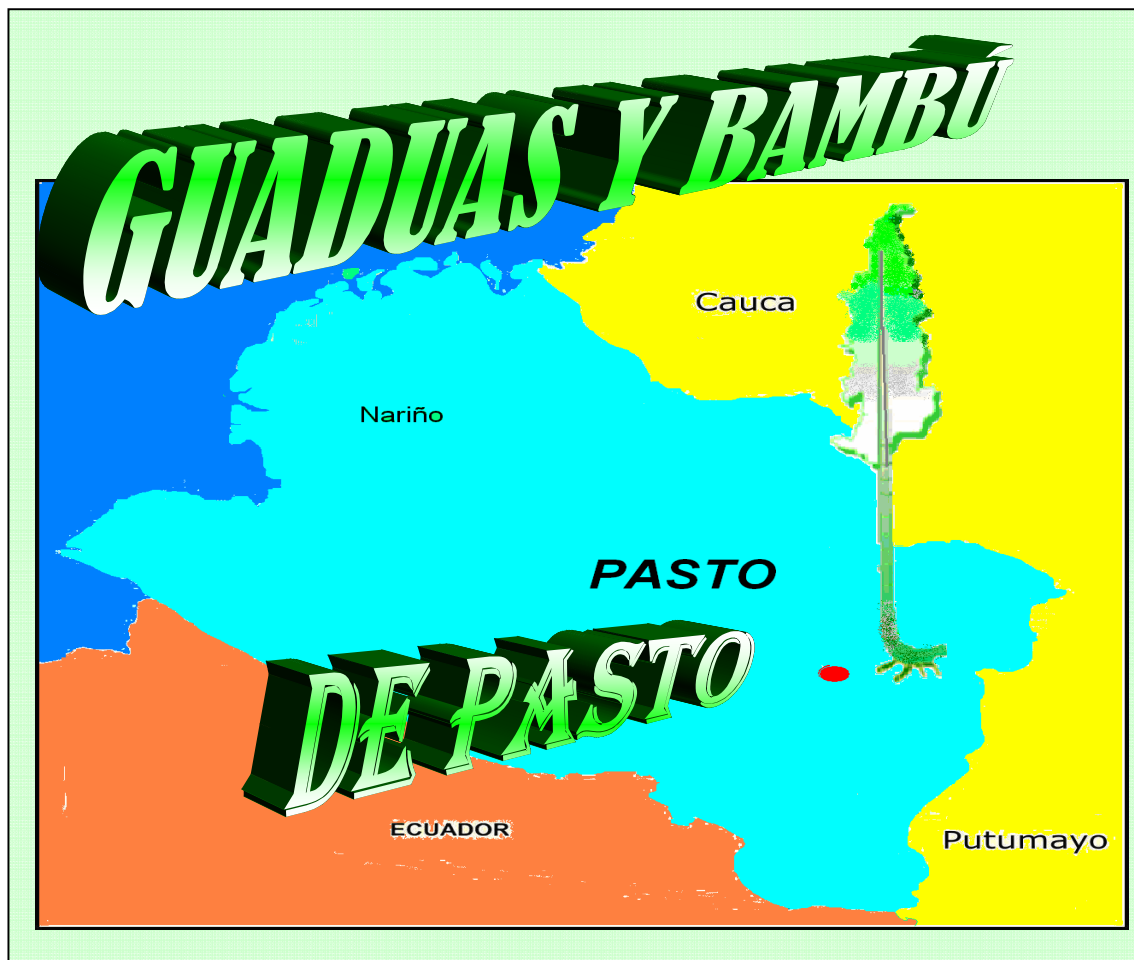 GUADUAS Y BAMBÚ
Cauca
Nariño
PASTO
DE PASTO
ECUADOR
Putumayo